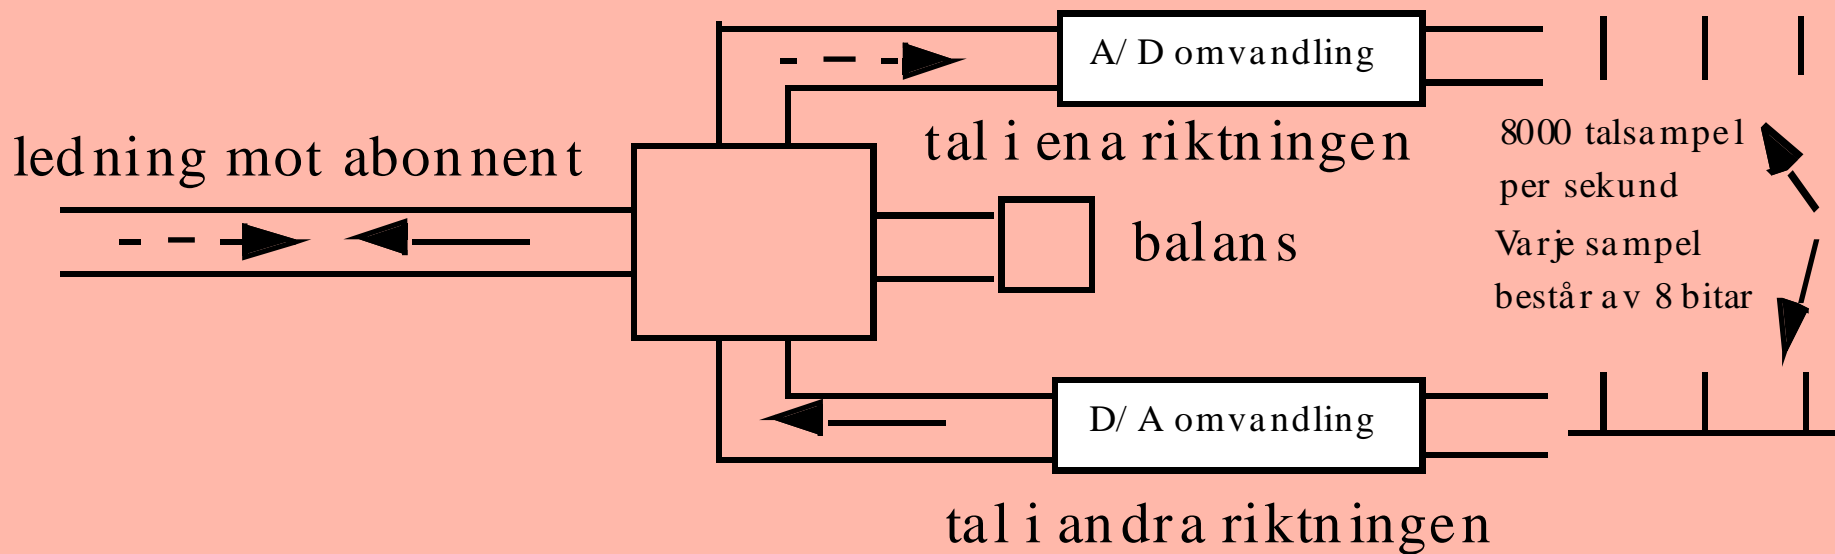 A/D omvandling
tal i ena riktningen
ledning mot abonnent
8000 talsampel
per sekund
Varje sampel
består av 8 bitar
balans
D/A omvandling
tal i andra riktningen